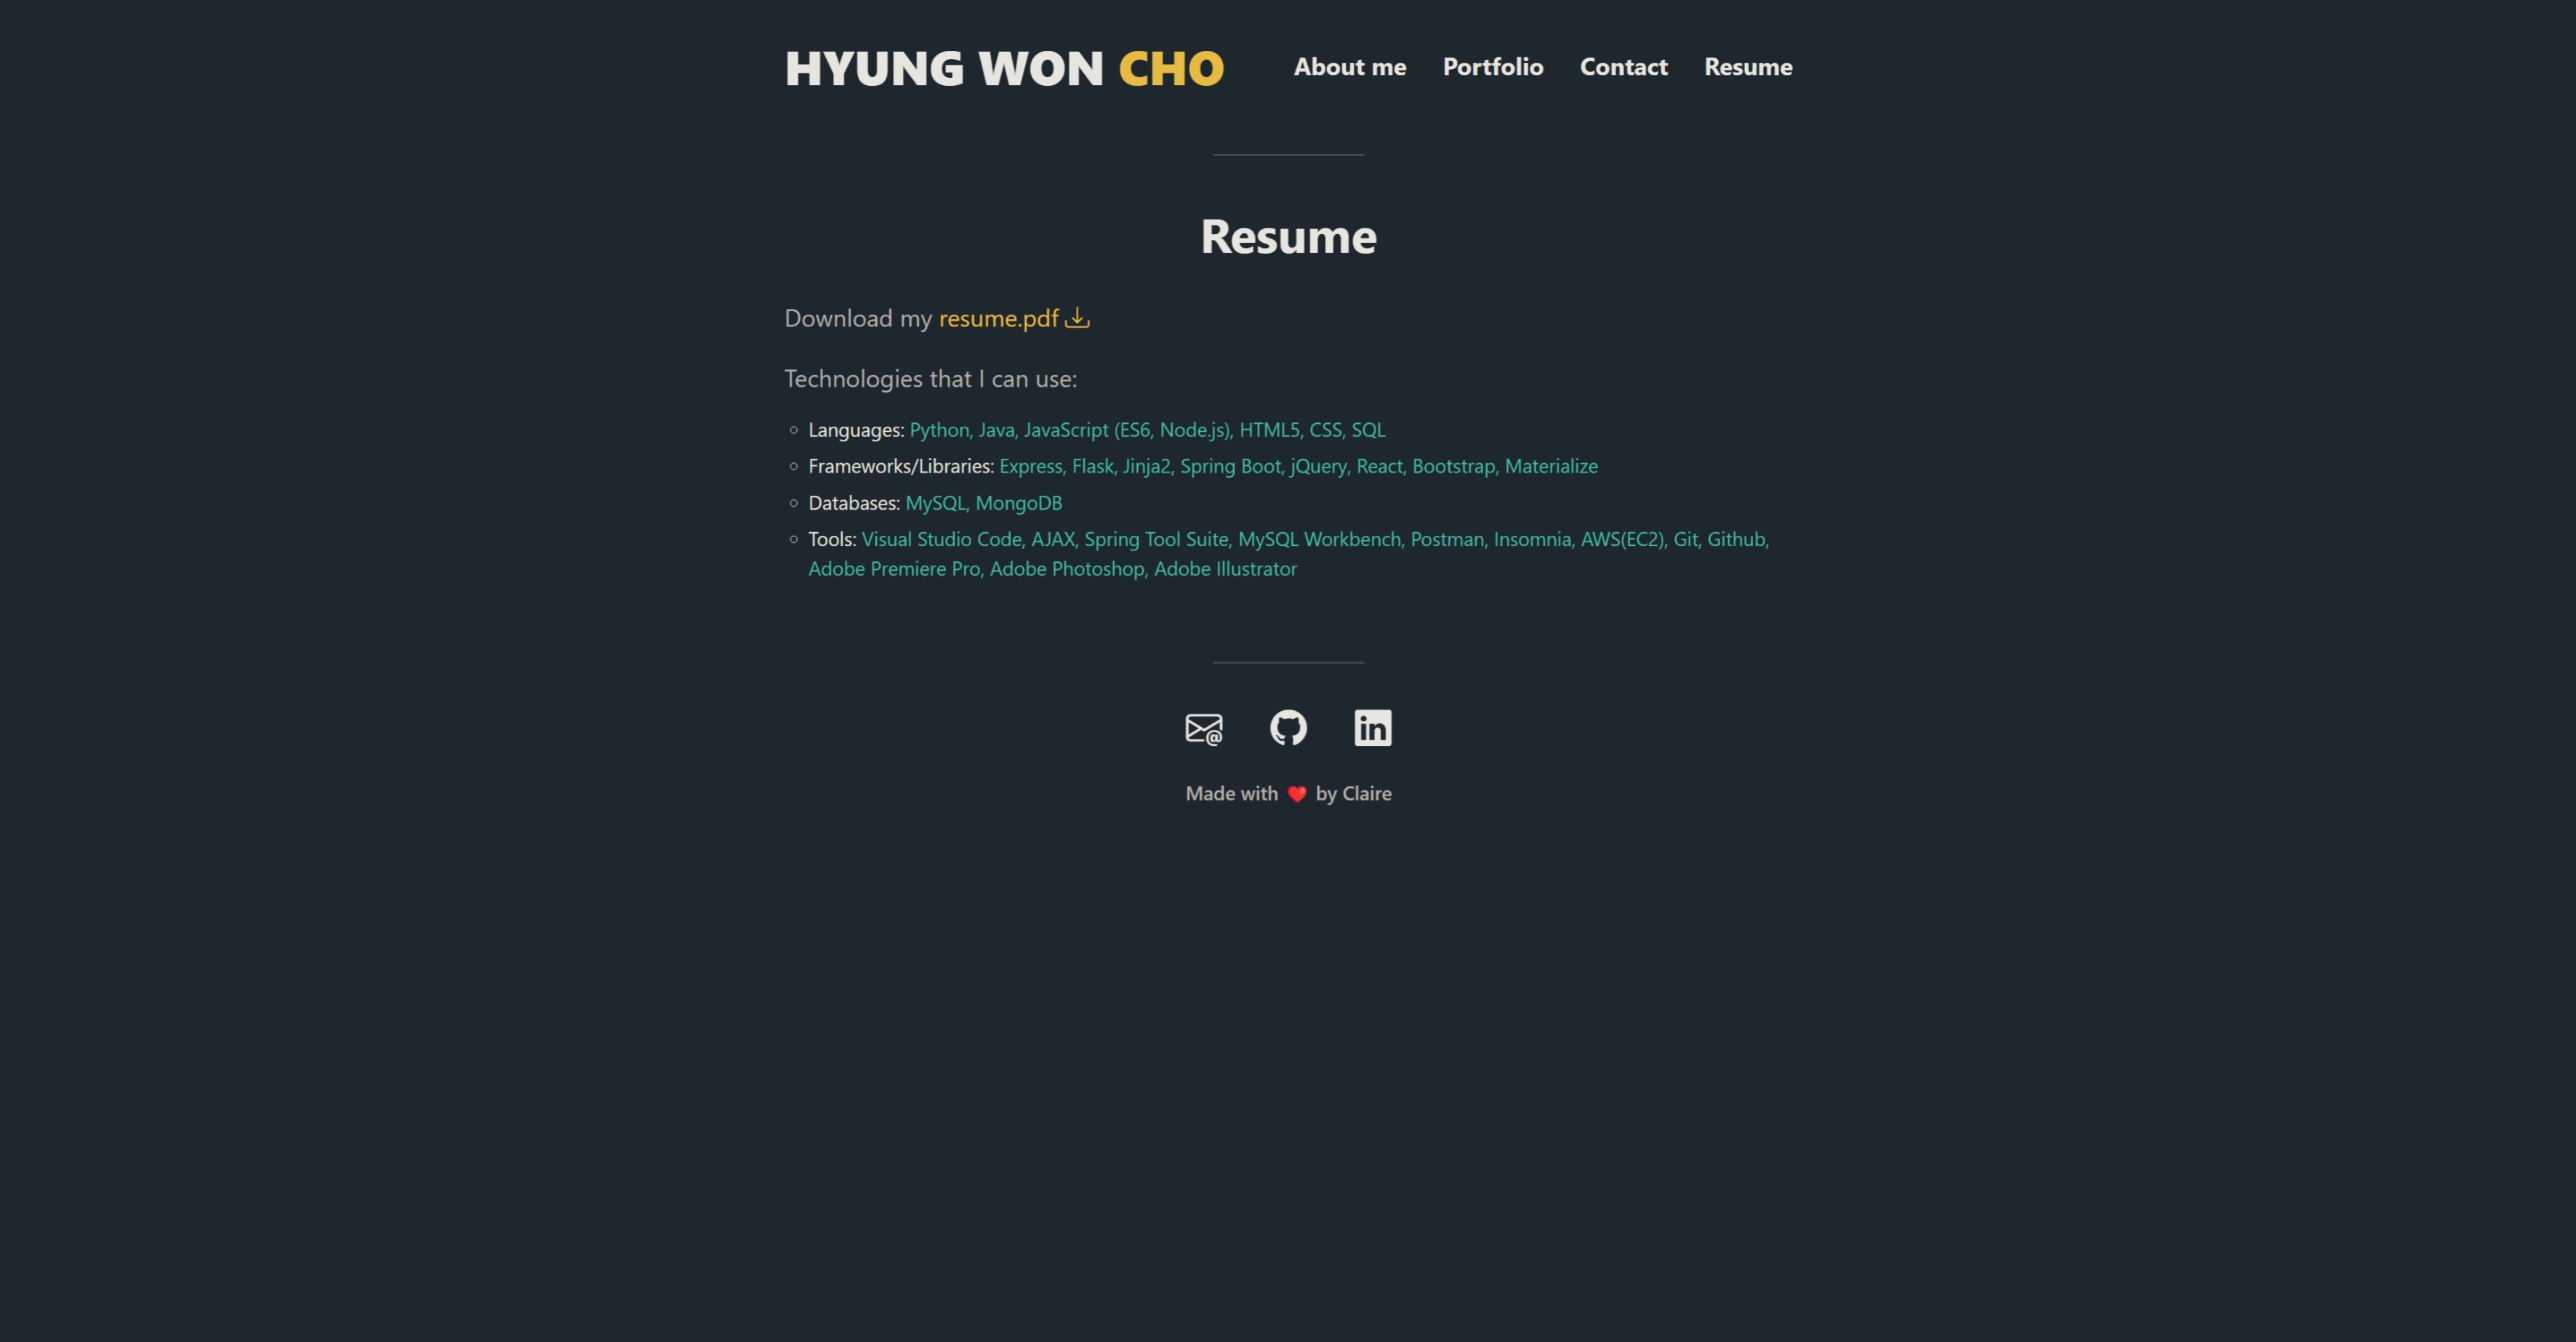 HYUNG WON CHO
About me Portfolio Contact Resume
Resume
Download my resume.pdf
Technologies that I can use:
Languages: Python, Java, JavaScript (ES6, Node.js), HTML5, CSS, SQL
Frameworks/Libraries: Express, Flask, Jinja2, Spring Boot, jQuery, React, Bootstrap, Materialize
Databases: MySQL, MongoDB
Tools: Visual Studio Code, AJAX, Spring Tool Suite, MySQL Workbench, Postman, Insomnia, AWS(EC2), Git, Github,
Adobe Premiere Pro, Adobe Photoshop, Adobe Illustrator
@
in
Made with ❤️ by Claire